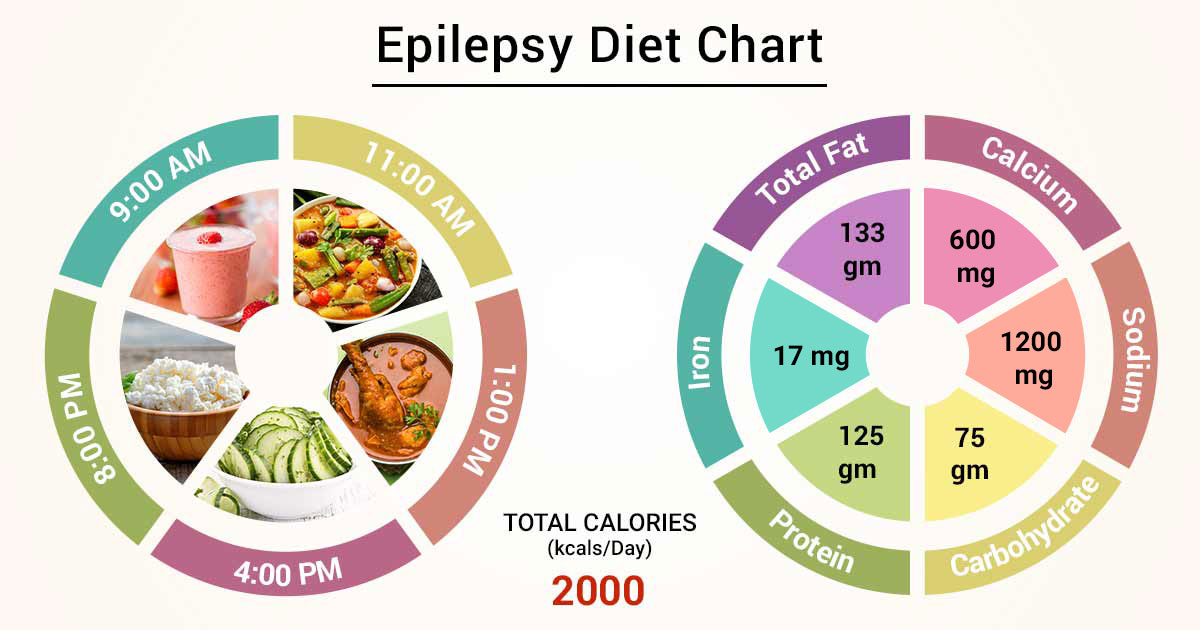 Epilepsy Diet Chart
9:00 AM
11:00 AM
1:00 PM
4:00 PM
8:00 PM
TOTAL CALORIES
(kcals/Day)
2000
Total Fat
133
gm
Calcium
600
mg
Sodium
1200
mg
Carbohydrate
75
gm
Protein
125
gm
Iron
17 mg